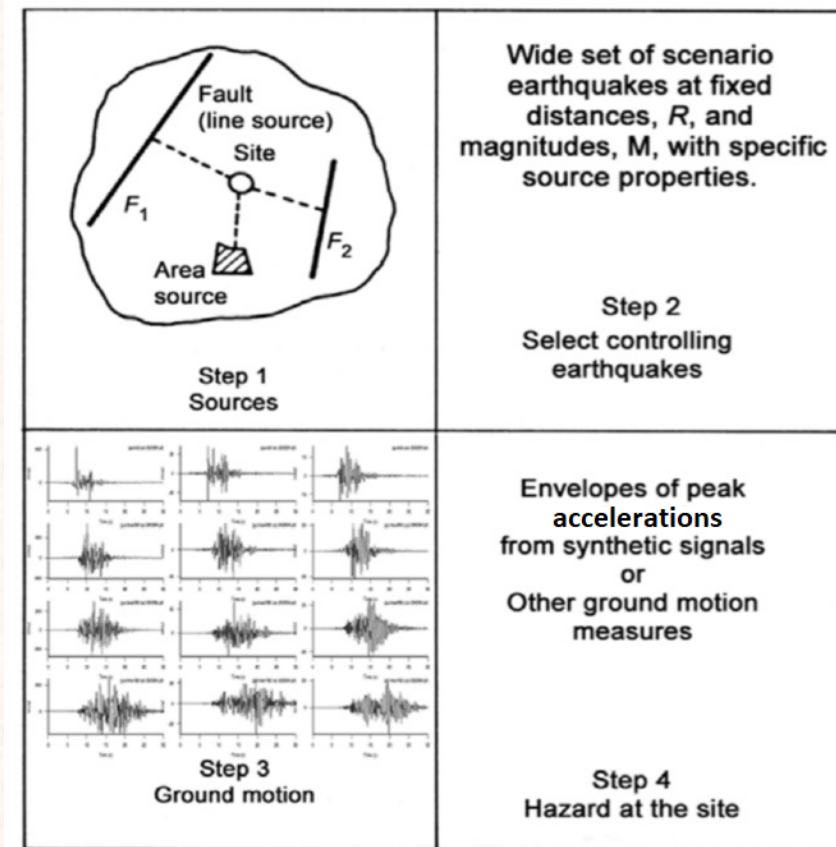 Fault
(line source)
Site
F1
F2
Area
source
Step 1
Sources
Wide set of scenario
earthquakes at fixed
distances, R, and
magnitudes, M, with specific
source properties.
Step 2
Select controlling
earthquakes
Step 3
Ground motion
Envelopes of peak
accelerations
from synthetic signals
or
Other ground motion
measures
Step 4
Hazard at the site